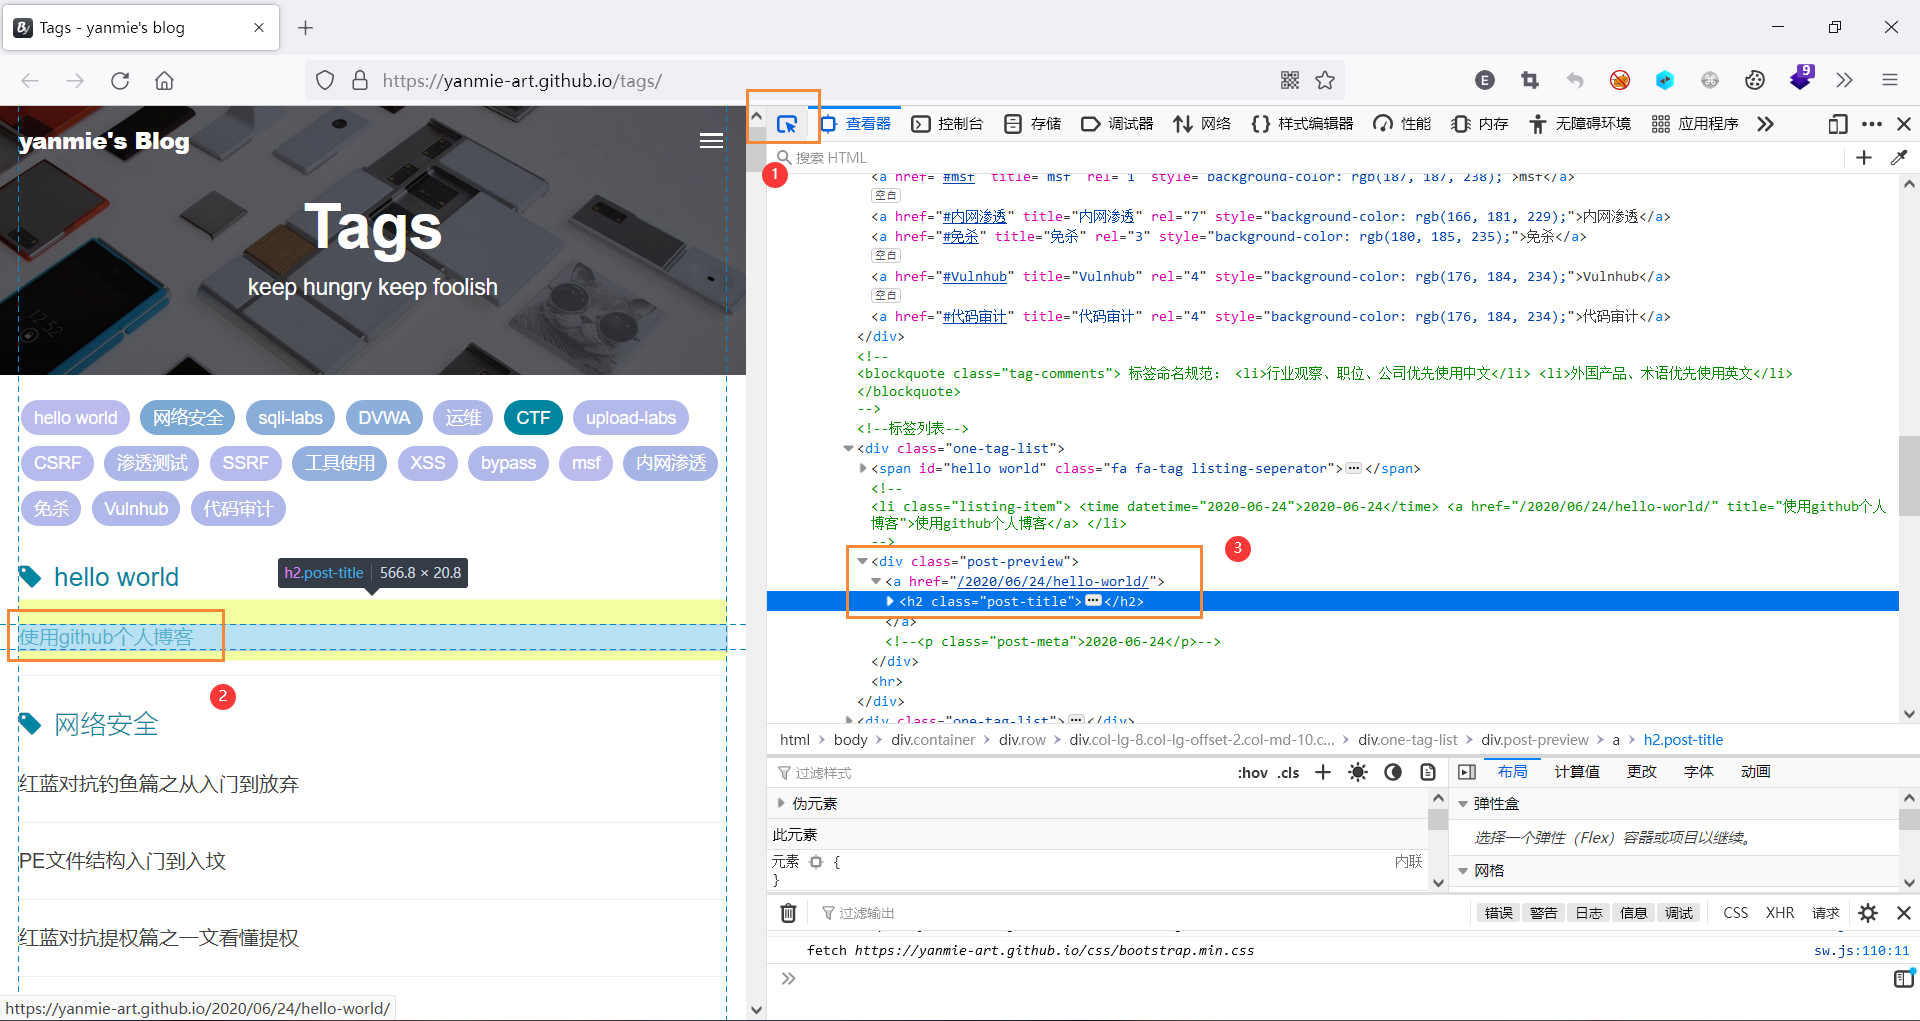 Tags - yanmie's blog
https://yanmie-art.github.io/tags/
E
9
yanmie's Blog
Tags
keep hungry keep foolish
12:52
hello world 网络安全 sqli-labs DVWA 运维 CTF upload-labs
CSRF 渗透测试 SSRF 工具使用 XSS bypass msf 内网渗透
免杀 Vulnhub 代码审计
h2.post-title 566.8 × 20.8
hello world
使用github个人博客
2
网络安全
红蓝对抗钓鱼篇之从入门到放弃
PE文件结构入门到入坟
红蓝对抗提权篇之一文看懂提权
https://yanmie-art.github.io/2020/06/24/hello-world/
查看器 控制台 存储 调试器 网络 样式编辑器 性能 内存 无障碍环境 应用程序
1
搜索 HTML
<a href="#msf" title="msf" rel="1" style="background-color: rgb(187, 187, 238);">msf</a>
空白
<a href="#内网渗透" title="内网渗透" rel="7" style="background-color: rgb(166, 181, 229);">内网渗透</a>
<a href="#免杀" title="免杀" rel="3" style="background-color: rgb(180, 185, 235);">免杀</a>
空白
<a href="#Vulnhub" title="Vulnhub" rel="4" style="background-color: rgb(176, 184, 234);">Vulnhub</a>
空白
<a href="#代码审计" title="代码审计" rel="4" style="background-color: rgb(176, 184, 234);">代码审计</a>
</div>
<!--
<blockquote class="tag-comments"> 标签命名规范： <li>行业观察、职位、公司优先使用中文</li> <li>外国产品、术语优先使用英文</li>
</blockquote>
-->
<!--标签列表-->
<div class="one-tag-list">
<span id="hello world" class="fa fa-tag listing-seperator">…</span>
<!--
<li class="listing-item"> <time datetime="2020-06-24">2020-06-24</time> <a href="/2020/06/24/hello-world/" title="使用github个人
博客">使用github个人博客</a> </li>
-->
3
<div class="post-preview">
<a href="/2020/06/24/hello-world/">
<h2 class="post-title">…</h2>
</a>
<!--<p class="post-meta">2020-06-24</p>-->
</div>
<hr>
</div>
<div class="one-tag-list">…</div>
html body div.container div.row div.col-lg-8.col-lg-offset-2.col-md-10.c… div.one-tag-list div.post-preview a h2.post-title
过滤样式 :hov .cls
伪元素
此元素
元素 { 内联
}
布局 计算值 更改 字体 动画
弹性盒
选择一个弹性（Flex）容器或项目以继续。
网格
过滤输出 错误 警告 日志 信息 调试 CSS XHR 请求
fetch https://yanmie-art.github.io/css/bootstrap.min.css sw.js:110:11